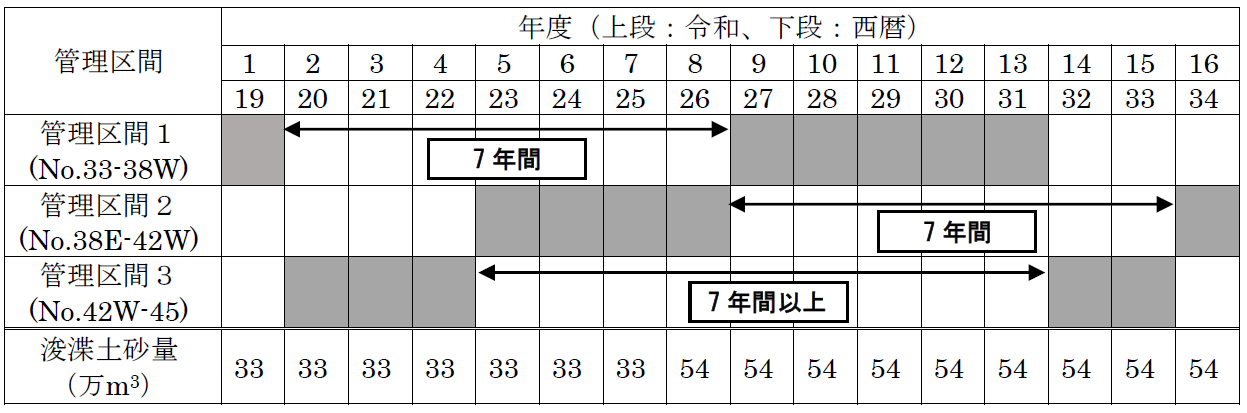 管理区間
年度（上段：令和、下段：西暦）
1 2 3 4 5 6 7 8 9 10 11 12 13 14 15 16
19 20 21 22 23 24 25 26 27 28 29 30 31 32 33 34
管理区間１
(No.33-38W)
7年間
管理区間２
(No.38E-42W)
7年間
管理区間３
(No.42W-45)
7年間以上
浚渫土砂量
（万m³）
33 33 33 33 33 33 33 54 54 54 54 54 54 54 54 54